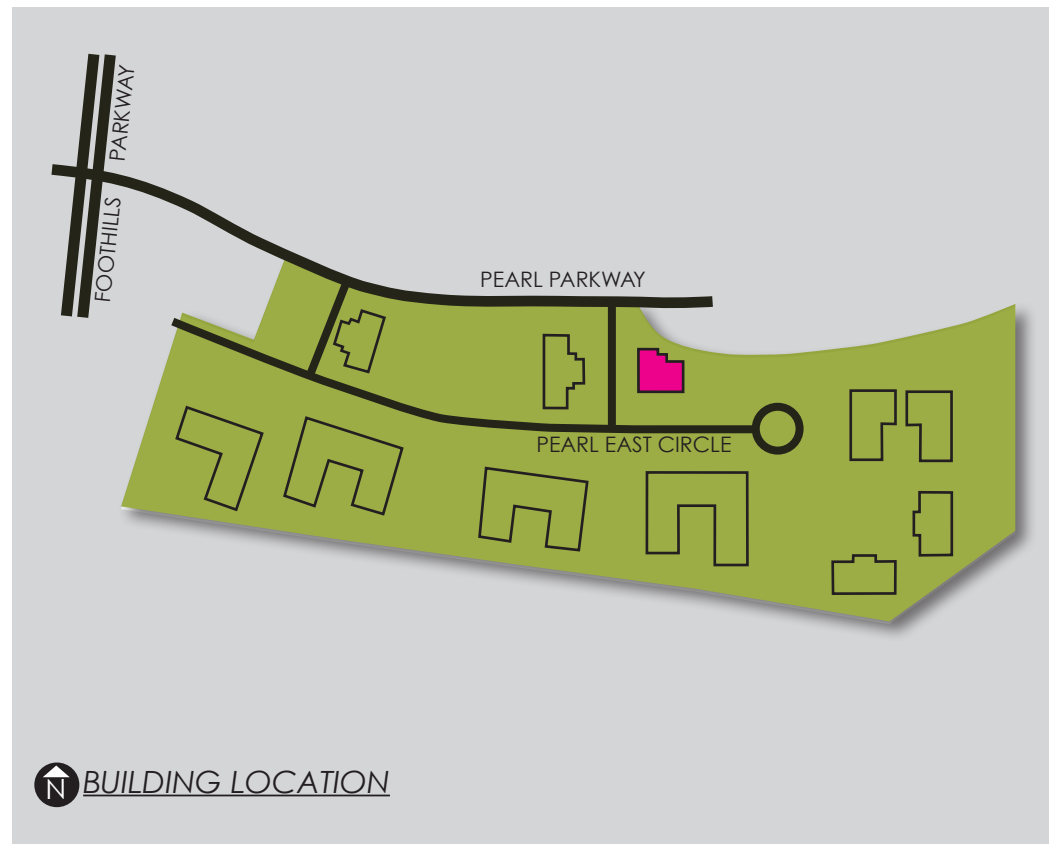 FOOTHILLS PARKWAY
PEARL PARKWAY
PEARL EAST CIRCLE
N BUILDING LOCATION